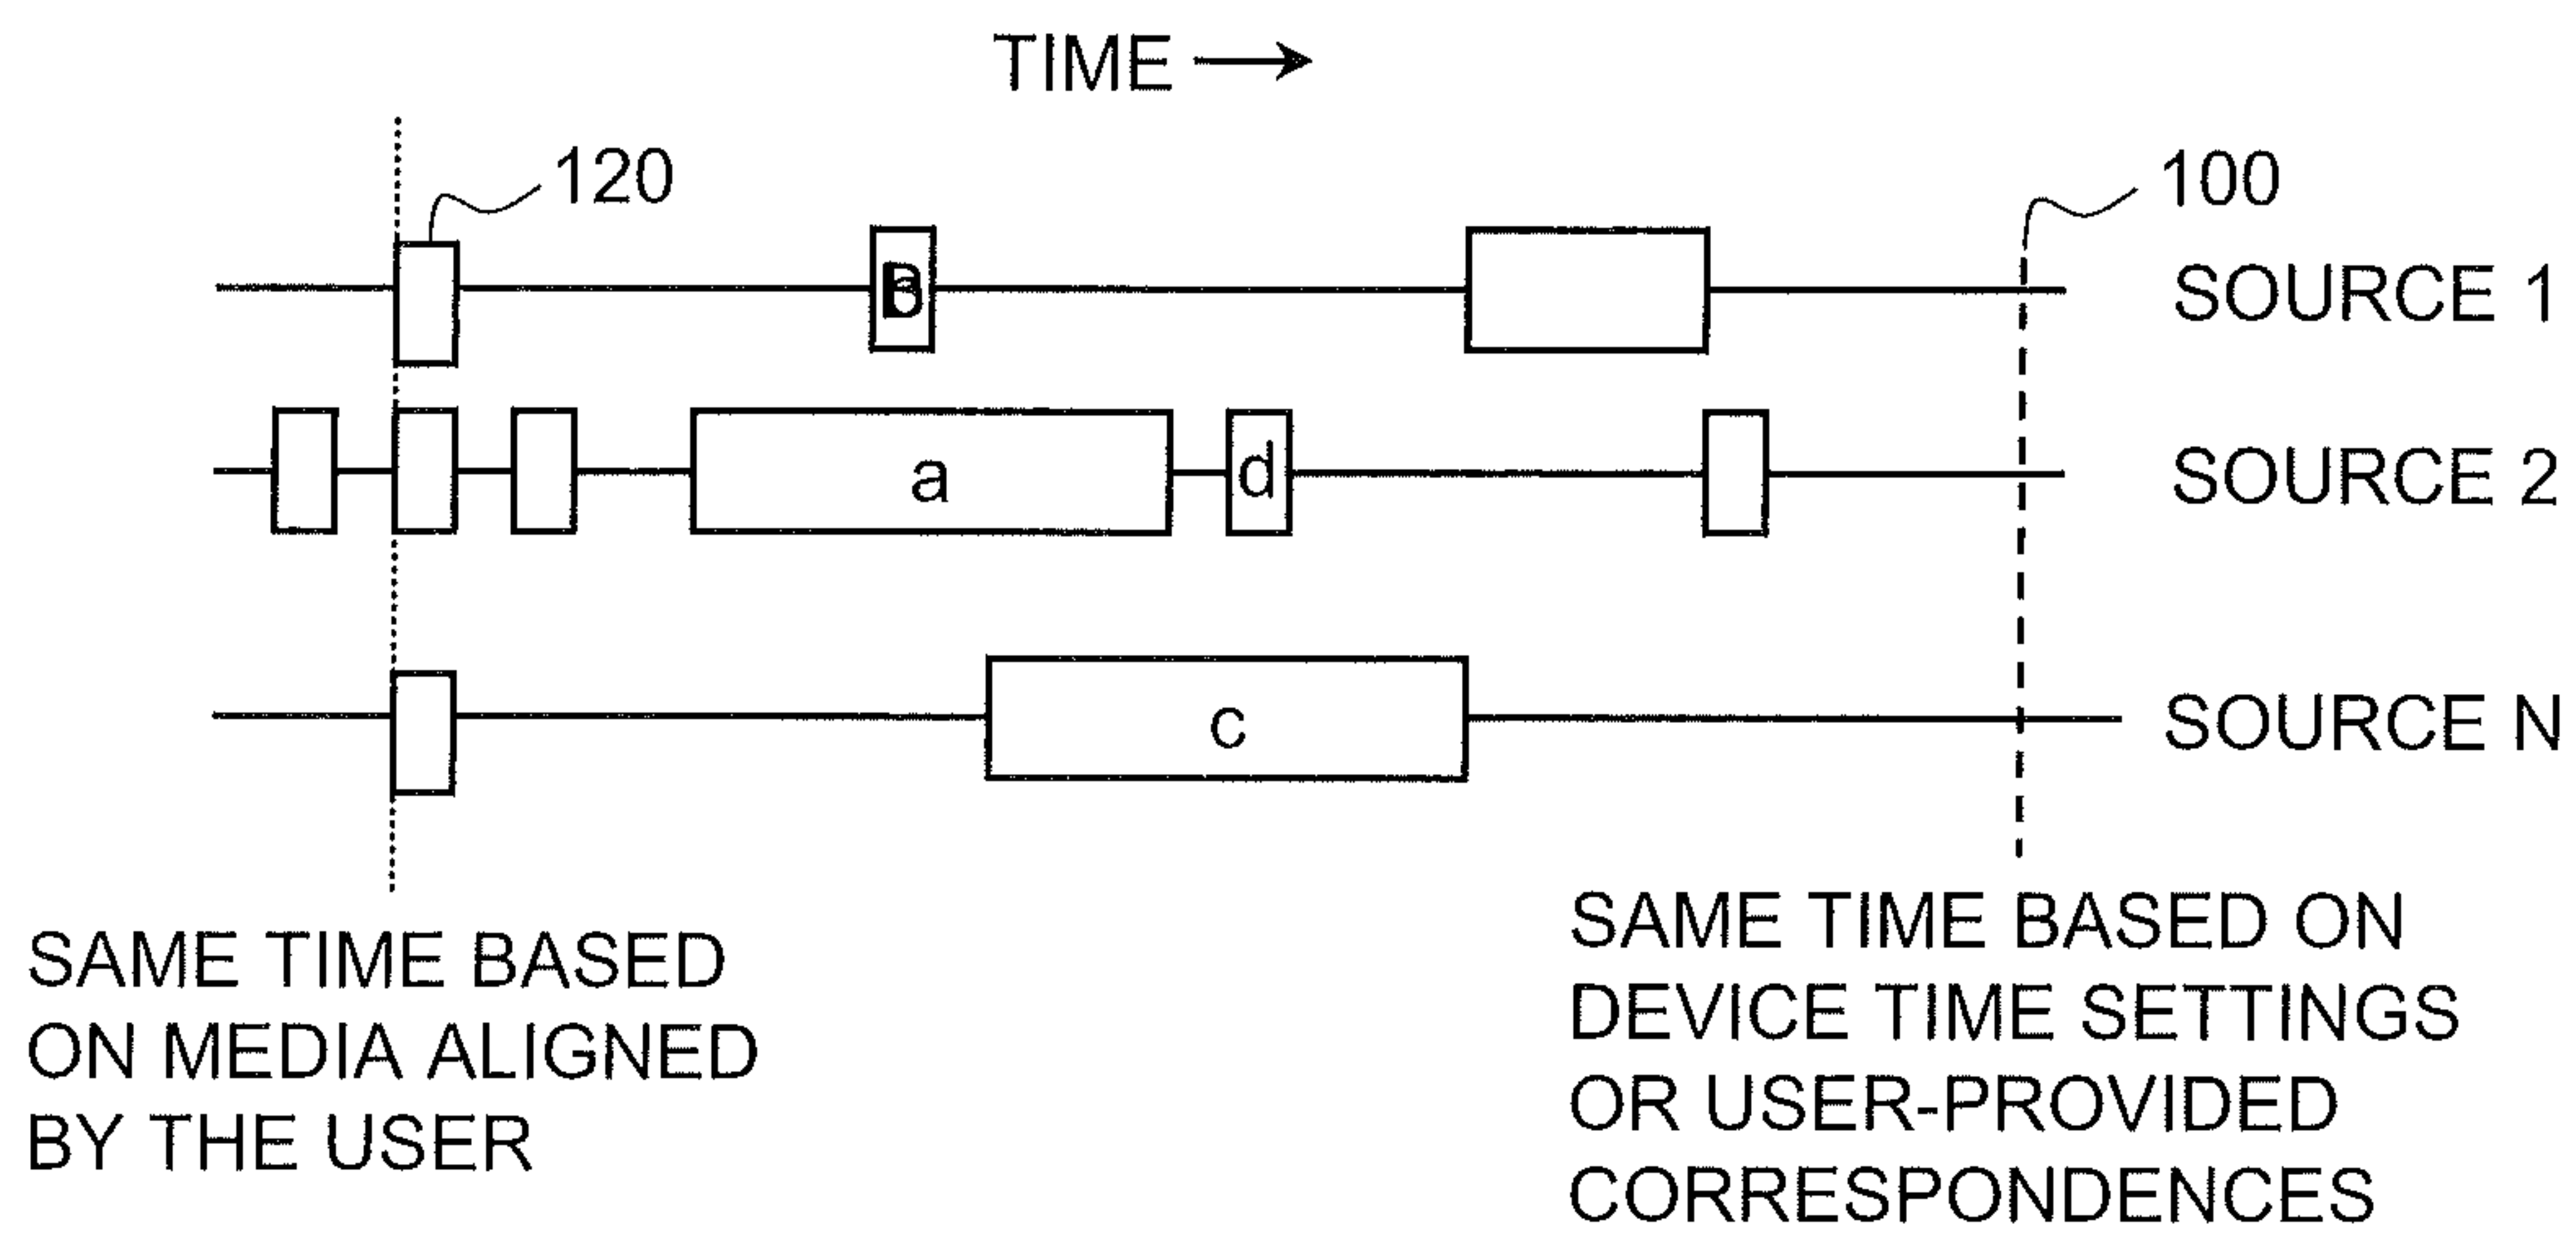 TIME
120
100
SOURCE 1
a
d
SOURCE 2
c
SOURCE N
SAME TIME BASED
ON MEDIA ALIGNED
BY THE USER
SAME TIME BASED ON
DEVICE TIME SETTINGS
OR USER-PROVIDED
CORRESPONDENCES